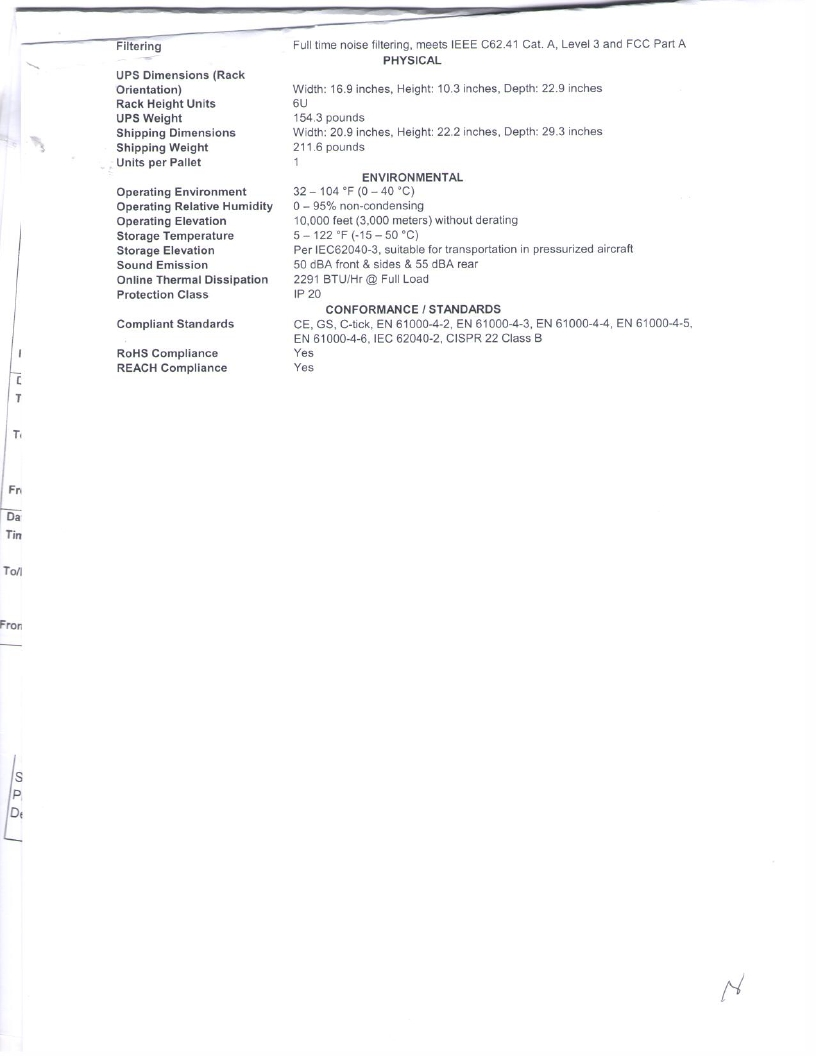 Filtering Full time noise filtering, meets IEEE C62.41 Cat. A, Level 3 and FCC Part A
PHYSICAL
UPS Dimensions (Rack
Orientation) Width: 16.9 inches, Height: 10.3 inches, Depth: 22.9 inches
Rack Height Units 6U
UPS Weight 154.3 pounds
Shipping Dimensions Width: 20.9 inches, Height: 22.2 inches, Depth: 29.3 inches
Shipping Weight 211.6 pounds
Units per Pallet 1
ENVIRONMENTAL
Operating Environment 32 – 104 °F (0 – 40 °C)
Operating Relative Humidity 0 – 95% non-condensing
Operating Elevation 10,000 feet (3,000 meters) without derating
Storage Temperature 5 – 122 °F (-15 – 50 °C)
Storage Elevation Per IEC62040-3, suitable for transportation in pressurized aircraft
Sound Emission 50 dBA front & sides & 55 dBA rear
Online Thermal Dissipation 2291 BTU/Hr @ Full Load
Protection Class IP 20
CONFORMANCE / STANDARDS
Compliant Standards CE, GS, C-tick, EN 61000-4-2, EN 61000-4-3, EN 61000-4-4, EN 61000-4-5,
EN 61000-4-6, IEC 62040-2, CISPR 22 Class B
RoHS Compliance Yes
REACH Compliance Yes
T
Da
Tin
To/
Fron
S
P